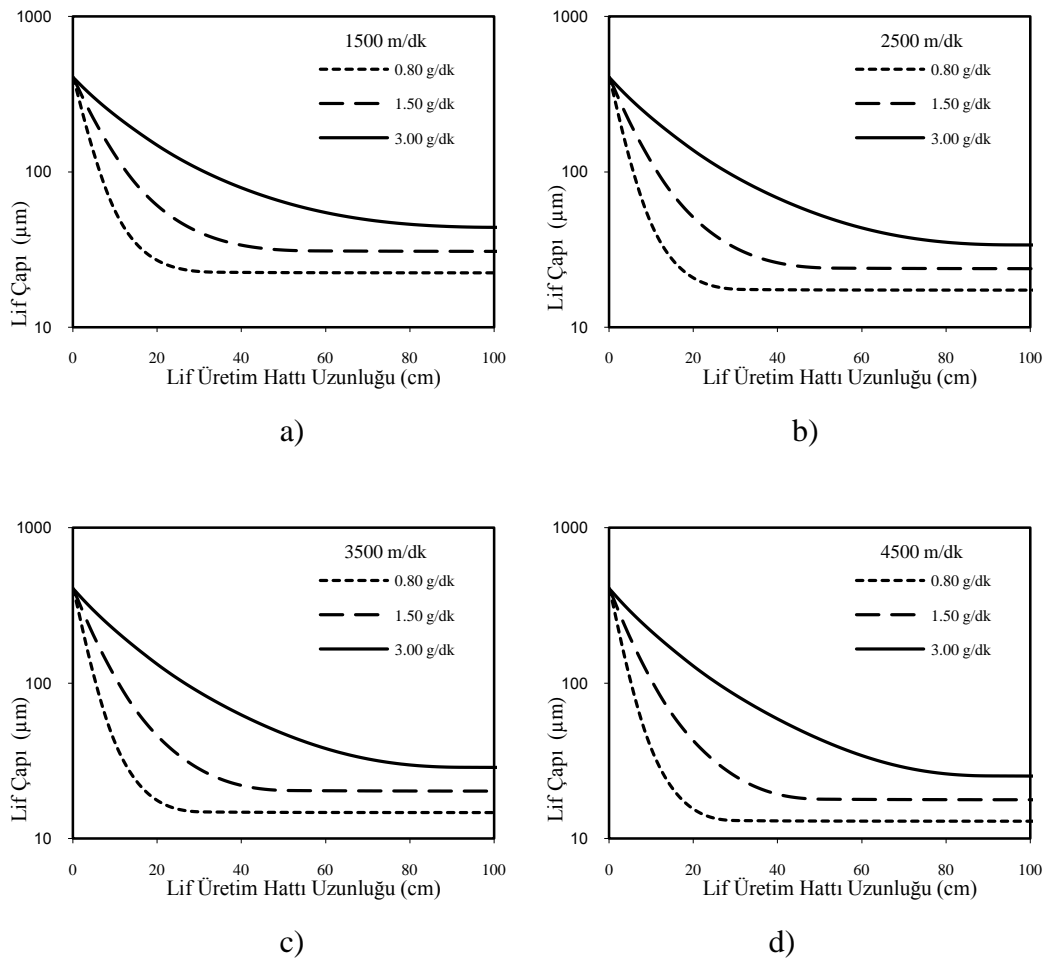 1000
100
10
Lif Çapı (µm)
1500 m/dk
0.80 g/dk
1.50 g/dk
3.00 g/dk
0 20 40 60 80 100
Lif Üretim Hattı Uzunluğu (cm)
a)
1000
100
10
Lif Çapı (µm)
2500 m/dk
0.80 g/dk
1.50 g/dk
3.00 g/dk
0 20 40 60 80 100
Lif Üretim Hattı Uzunluğu (cm)
b)
1000
100
10
Lif Çapı (µm)
3500 m/dk
0.80 g/dk
1.50 g/dk
3.00 g/dk
0 20 40 60 80 100
Lif Üretim Hattı Uzunluğu (cm)
c)
1000
100
10
Lif Çapı (µm)
4500 m/dk
0.80 g/dk
1.50 g/dk
3.00 g/dk
0 20 40 60 80 100
Lif Üretim Hattı Uzunluğu (cm)
d)